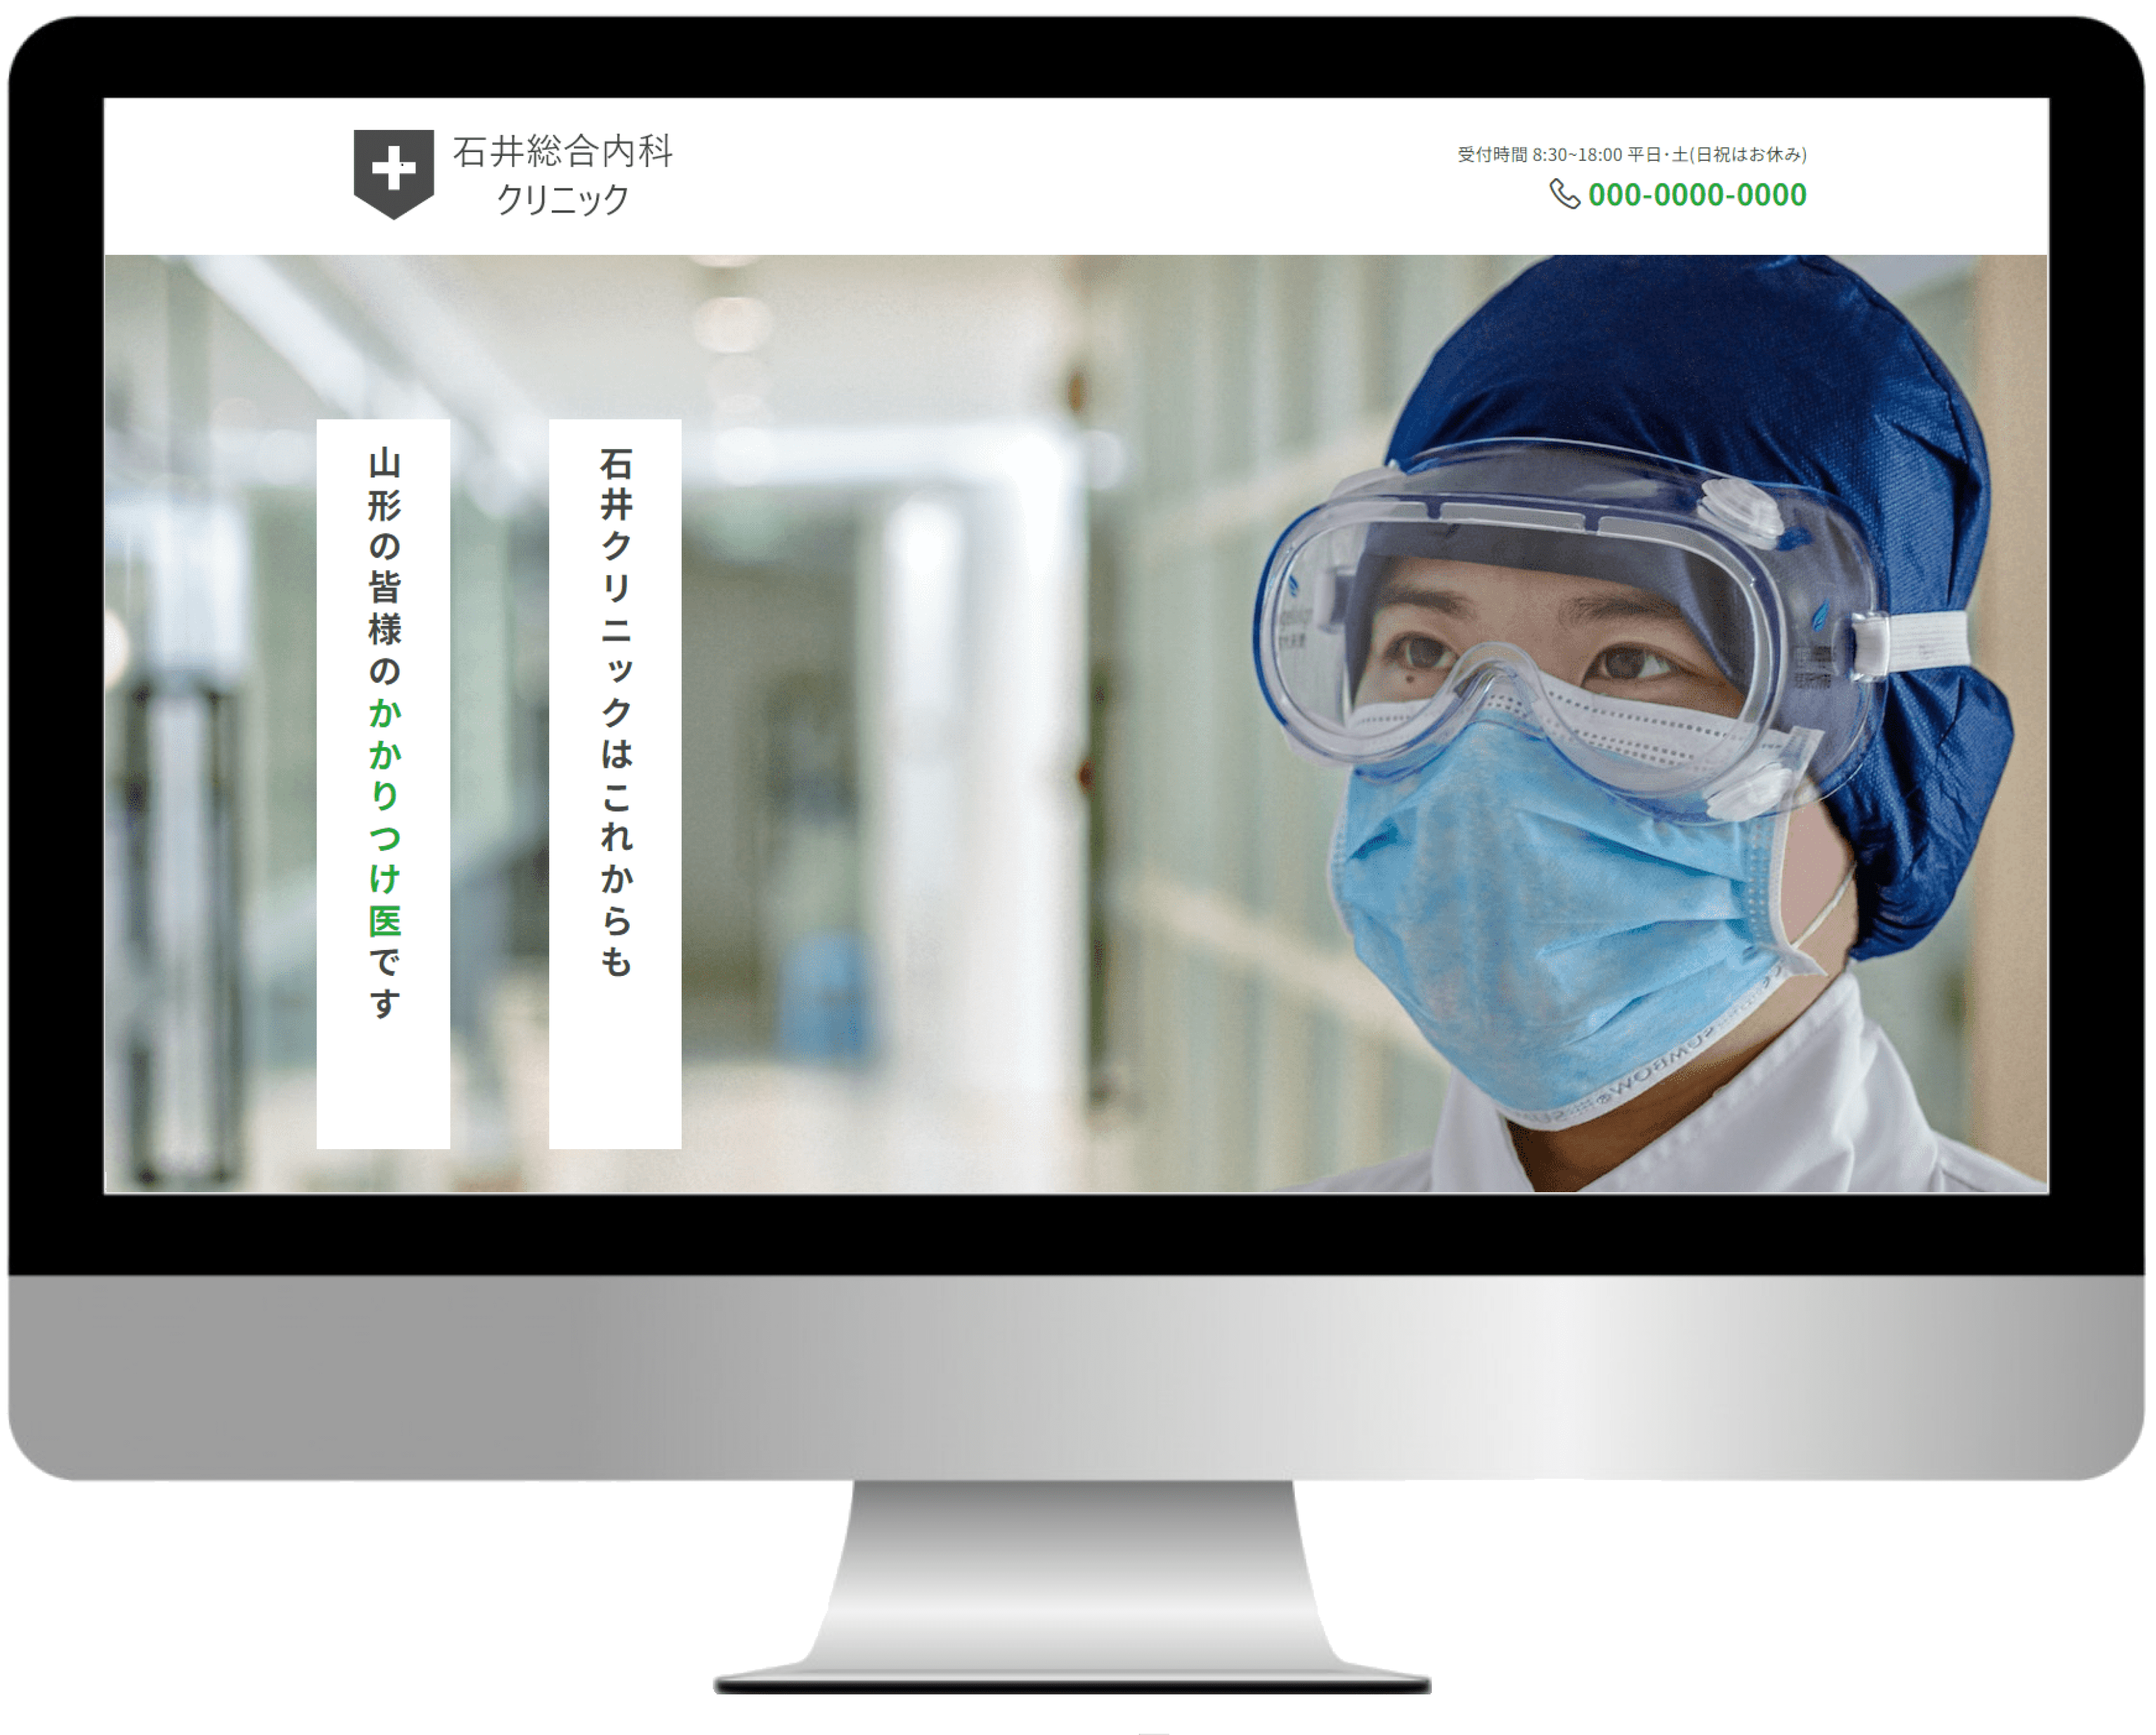 石井総合内科
クリニック
受付時間 8:30~18:00 平日・土(日祝はお休み)
000-0000-0000
石井クリニックはこれからも
山形の皆様のかかりつけ医です